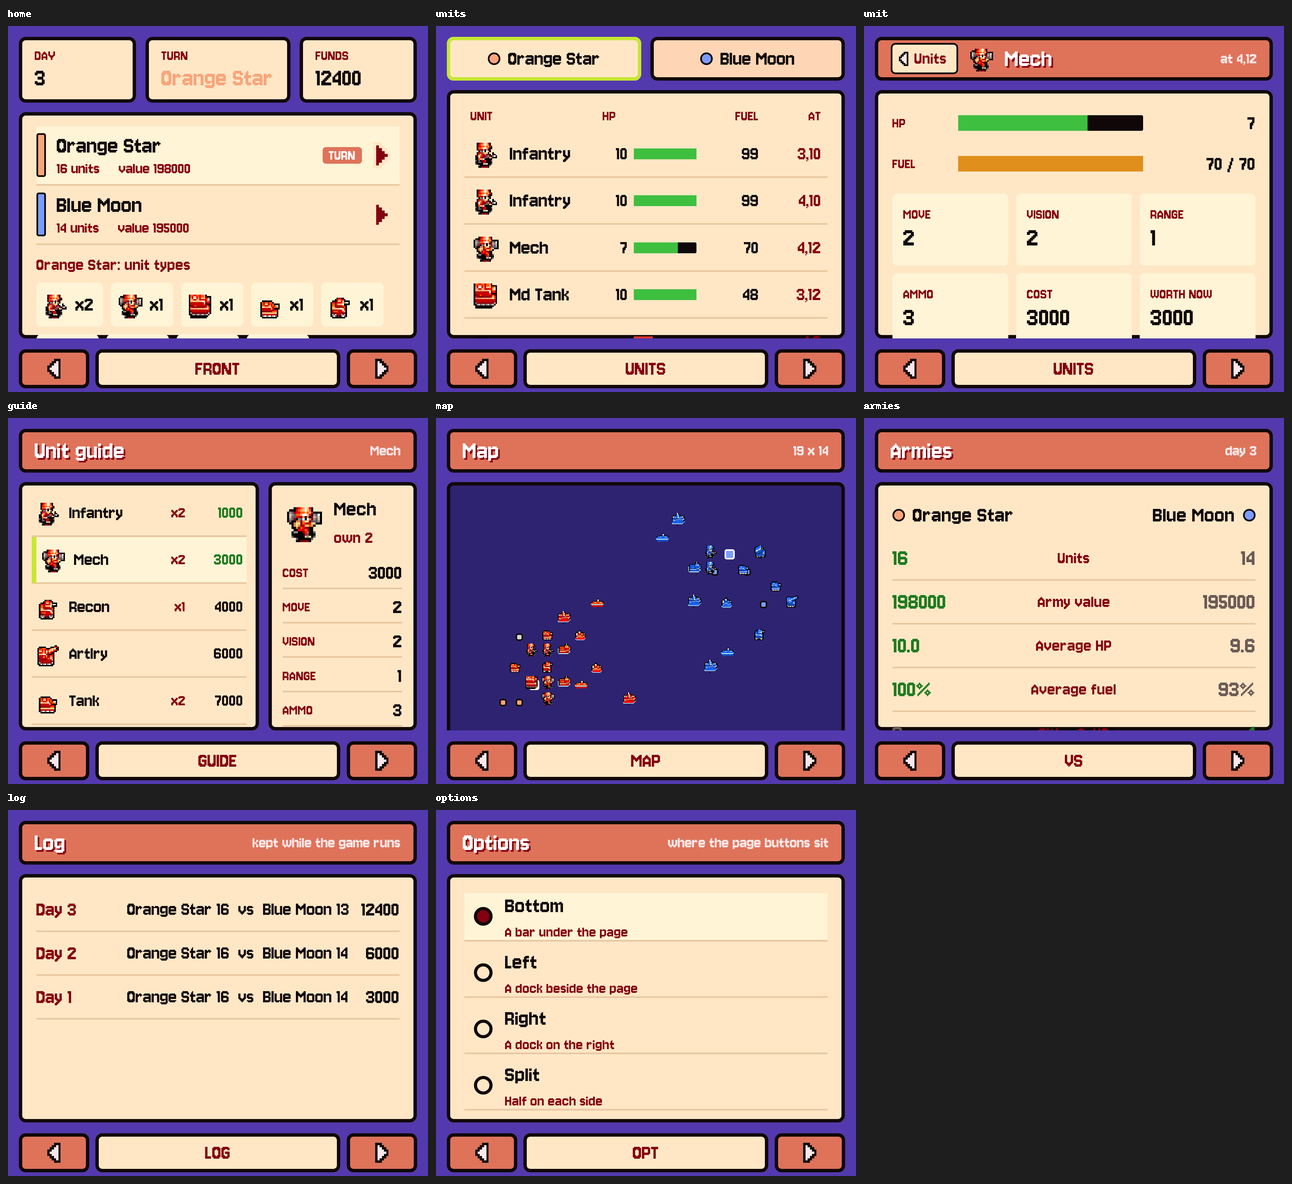 home
DAY
3
TURN
Orange Star
FUNDS
12400
Orange Star
16 units value 198000
TURN
Blue Moon
14 units value 195000
Orange Star: unit types
x2 x1 x1 x1 x1
FRONT
units
Orange Star
Blue Moon
UNIT HP FUEL AT
Infantry 10 99 3,10
Infantry 10 99 4,10
Mech 7 70 4,12
Md Tank 10 48 3,12
UNITS
unit
Units
Mech
at 4,12
HP 7
FUEL 70 / 70
MOVE
2
VISION
2
RANGE
1
AMMO
3
COST
3000
WORTH NOW
3000
UNITS
guide
Unit guide
Mech
Infantry x2 1000
Mech x2 3000
Recon x1 4000
Artlry 6000
Tank x2 7000
Mech
own 2
COST 3000
MOVE 2
VISION 2
RANGE 1
AMMO 3
GUIDE
map
Map
19 x 14
MAP
armies
Armies
day 3
Orange Star
Blue Moon
16 Units 14
198000 Army value 195000
10.0 Average HP 9.6
100% Average fuel 93%
VS
log
Log
kept while the game runs
Day 3 Orange Star 16 vs Blue Moon 13 12400
Day 2 Orange Star 16 vs Blue Moon 14 6000
Day 1 Orange Star 16 vs Blue Moon 14 3000
LOG
options
Options
where the page buttons sit
Bottom
A bar under the page
Left
A dock beside the page
Right
A dock on the right
Split
Half on each side
OPT